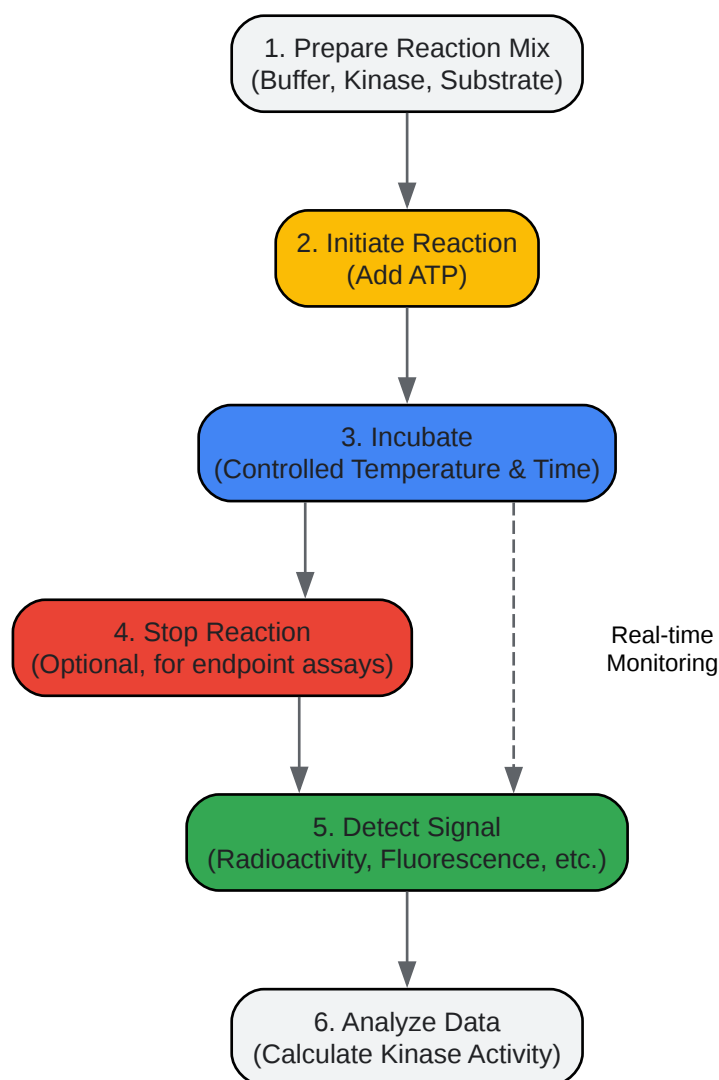 1. Prepare Reaction Mix
(Buffer, Kinase, Substrate)
2. Initiate Reaction
(Add ATP)
3. Incubate
(Controlled Temperature & Time)
4. Stop Reaction
(Optional, for endpoint assays)
Real-time
Monitoring
5. Detect Signal
(Radioactivity, Fluorescence, etc.)
6. Analyze Data
(Calculate Kinase Activity)